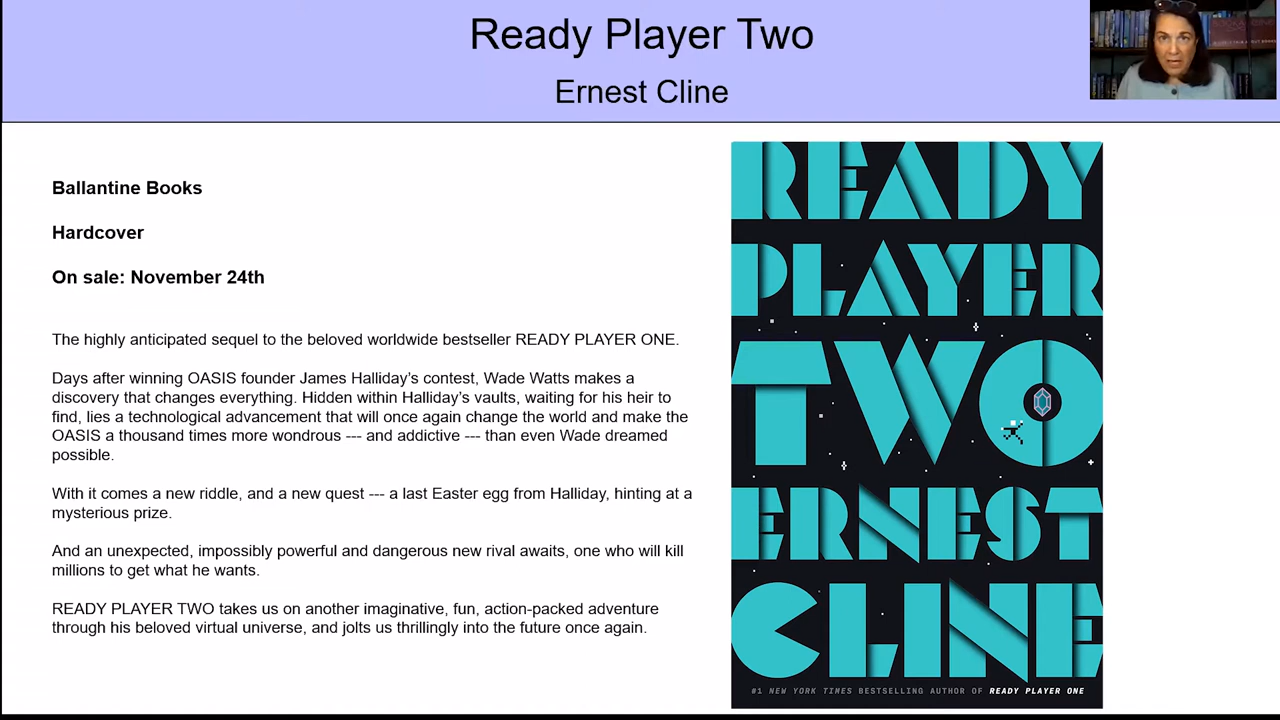 Ready Player Two
Ernest Cline
Ballantine Books
Hardcover
On sale: November 24th
The highly anticipated sequel to the beloved worldwide bestseller READY PLAYER ONE.
Days after winning OASIS founder James Halliday’s contest, Wade Watts makes a
discovery that changes everything. Hidden within Halliday’s vaults, waiting for his heir to
find, lies a technological advancement that will once again change the world and make the
OASIS a thousand times more wondrous --- and addictive --- than even Wade dreamed
possible.
With it comes a new riddle, and a new quest --- a last Easter egg from Halliday, hinting at a
mysterious prize.
And an unexpected, impossibly powerful and dangerous new rival awaits, one who will kill
millions to get what he wants.
READY PLAYER TWO takes us on another imaginative, fun, action-packed adventure
through his beloved virtual universe, and jolts us thrillingly into the future once again.
READY
PLAYER
TWO
ERNEST
CLINE
#1 NEW YORK TIMES BESTSELLING AUTHOR OF READY PLAYER ONE